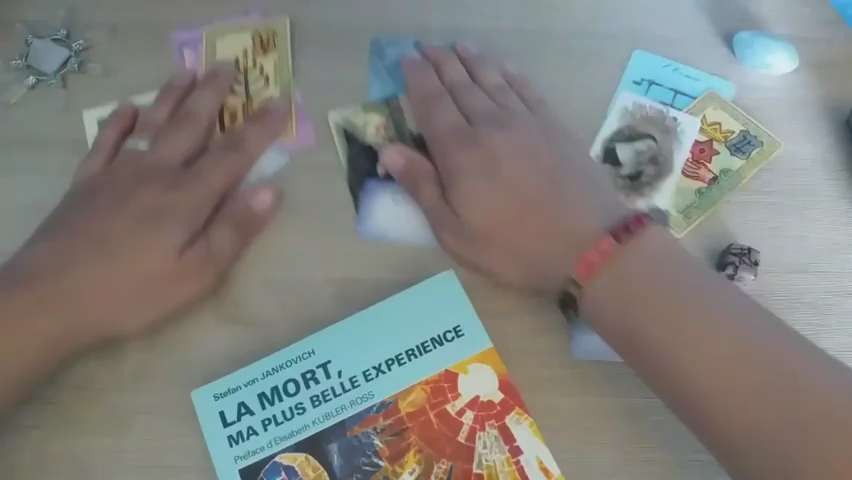 Stefan von JANKOVICH
LA MORT,
MA PLUS BELLE EXPERIENCE
Préface d'Elisabeth KUBLER-ROSS